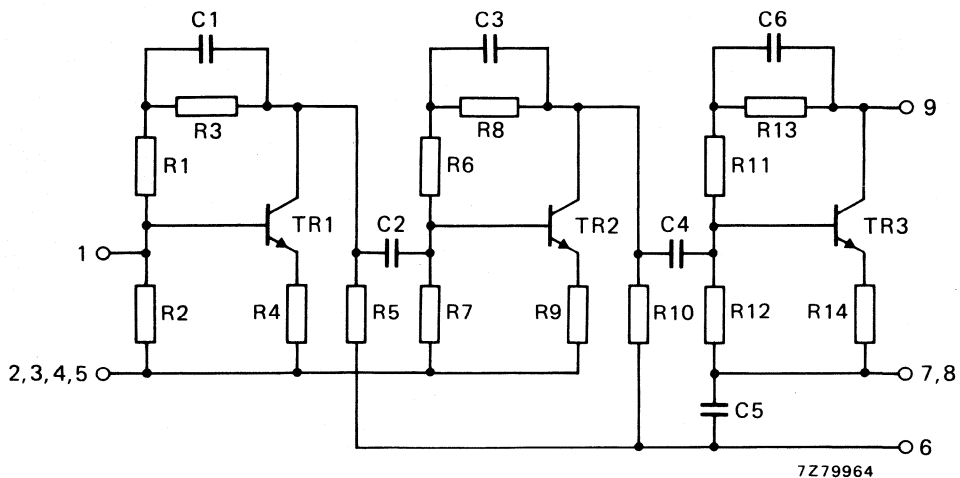 C1 C3 C6
R3 R8 R13 9
R1 R6 R11
TR1 C2 TR2 C4 TR3
1
R2 R4 R5 R7 R9 R10 R12 R14
2,3,4,5 7,8
C5
6
7Z79964